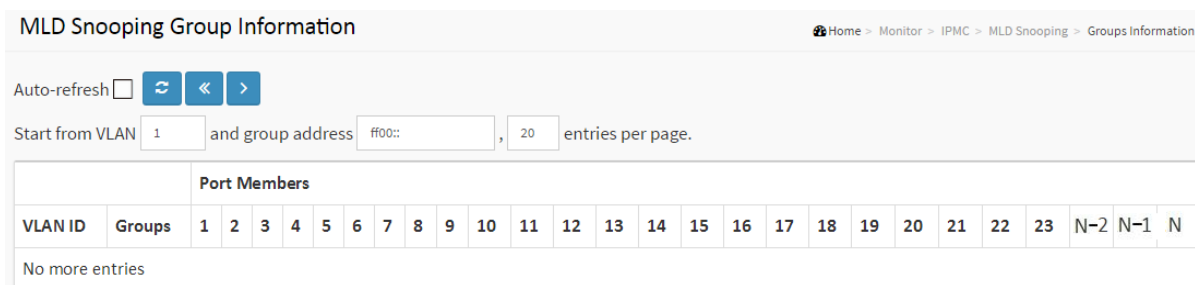 MLD Snooping Group Information
Home > Monitor > IPMC > MLD Snooping > Groups Information
Auto-refresh
Start from VLAN 1 and group address ff00:: , 20 entries per page.
Port Members
VLAN ID Groups 1 2 3 4 5 6 7 8 9 10 11 12 13 14 15 16 17 18 19 20 21 22 23 N-2 N-1 N
No more entries